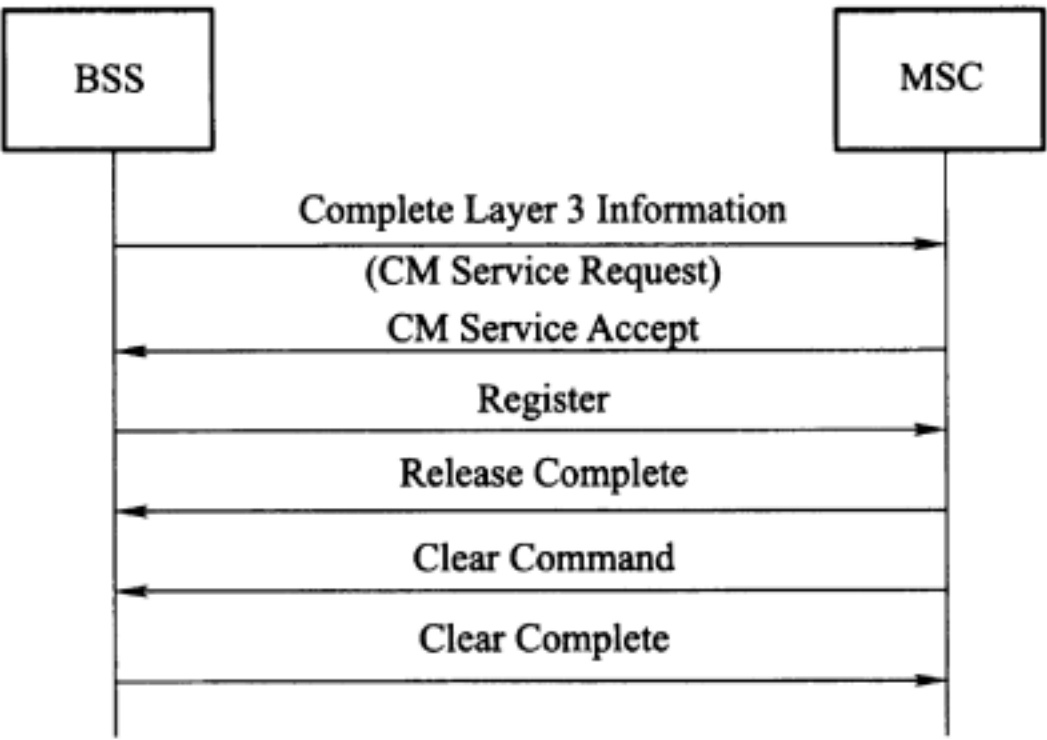 BSS
MSC
Complete Layer 3 Information
(CM Service Request)
CM Service Accept
Register
Release Complete
Clear Command
Clear Complete